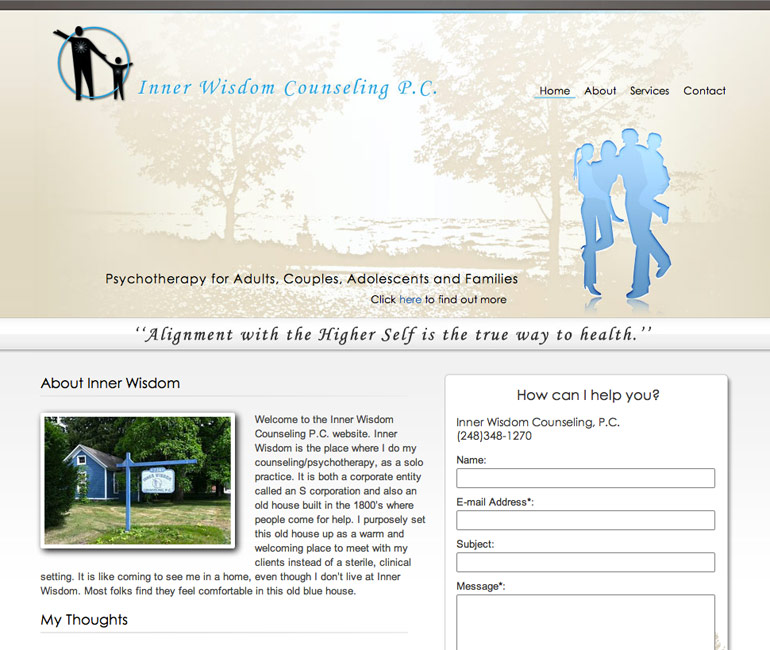 Inner Wisdom Counseling P.C.
Home About Services Contact
Psychotherapy for Adults, Couples, Adolescents and Families
Click here to find out more
‘‘Alignment with the Higher Self is the true way to health.’’
About Inner Wisdom
Welcome to the Inner Wisdom
Counseling P.C. website. Inner
Wisdom is the place where I do my
counseling/psychotherapy, as a solo
practice. It is both a corporate entity
called an S corporation and also an
old house built in the 1800's where
people come for help. I purposely set
this old house up as a warm and
welcoming place to meet with my
clients instead of a sterile, clinical
setting. It is like coming to see me in a home, even though I don't live at Inner
Wisdom. Most folks find they feel comfortable in this old blue house.
INNER WISDOM
COUNSELING P.C.
My Thoughts
How can I help you?
Inner Wisdom Counseling, P.C.
(248)348-1270
Name:
E-mail Address*:
Subject:
Message*: